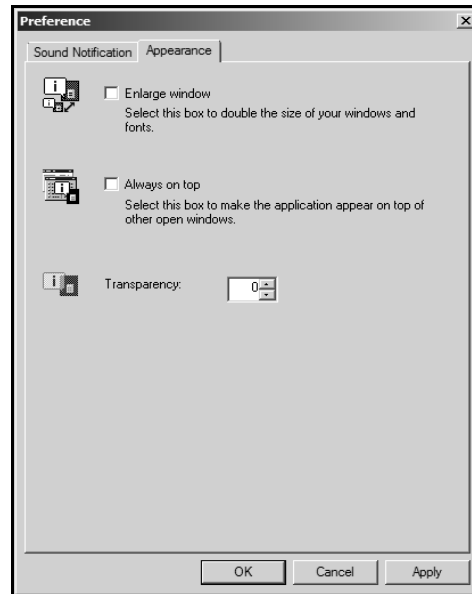 Preference
Sound Notification
Appearance
Enlarge window
Select this box to double the size of your windows and
fonts.
Always on top
Select this box to make the application appear on top of
other open windows.
Transparency: 0
OK Cancel Apply